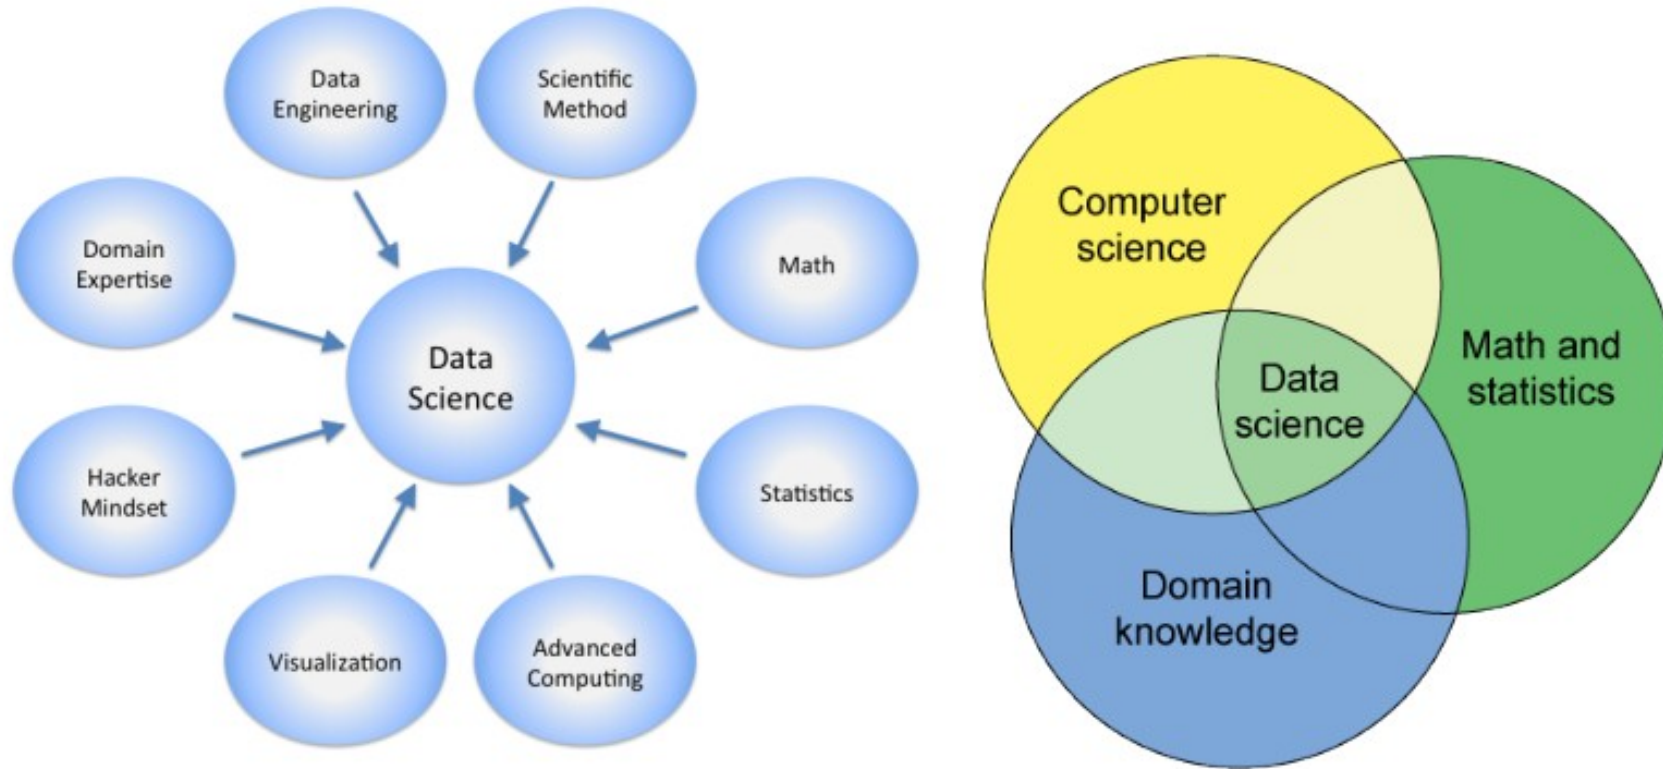 Data
Engineering
Scientific
Method
Domain
Expertise
Math
Data
Science
Hacker
Mindset
Statistics
Visualization
Advanced
Computing
Computer
science
Math and
statistics
Data
science
Domain
knowledge